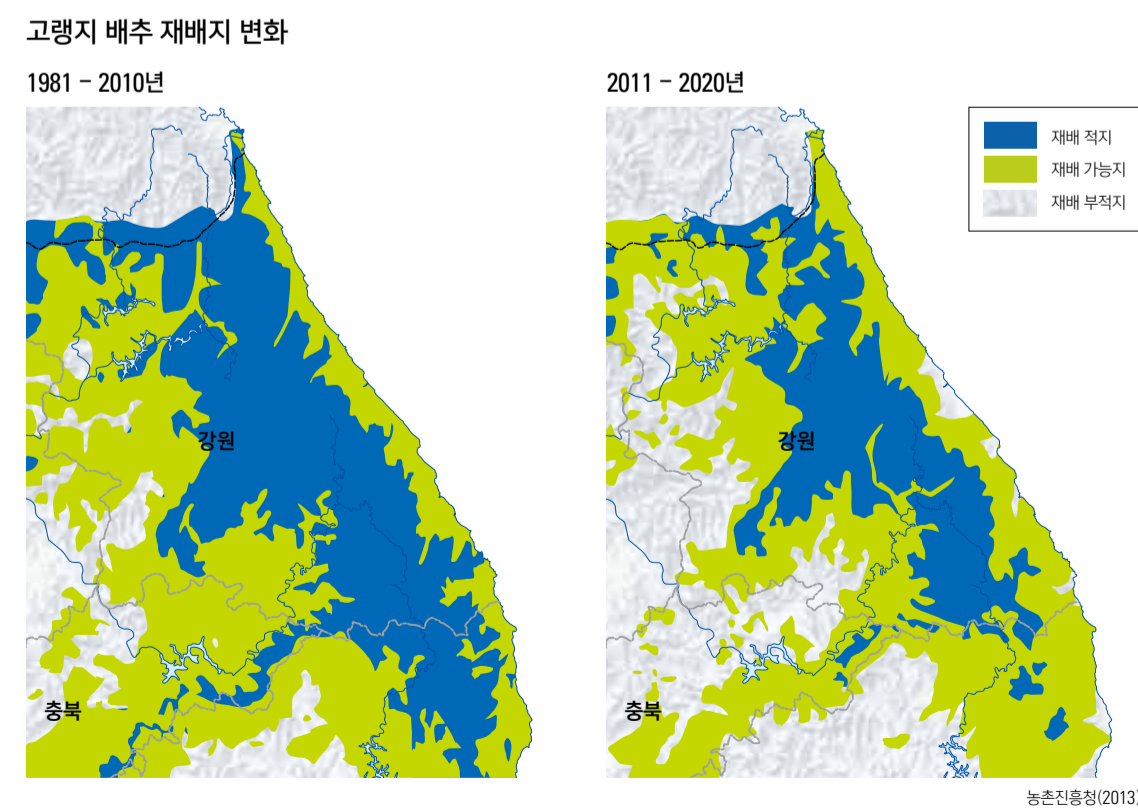 고랭지 배추 재배지 변화
1981 - 2010년
2011 - 2020년
재배 적지
재배 가능지
재배 부적지
강원
강원
충북
충북
농촌진흥청(2013)